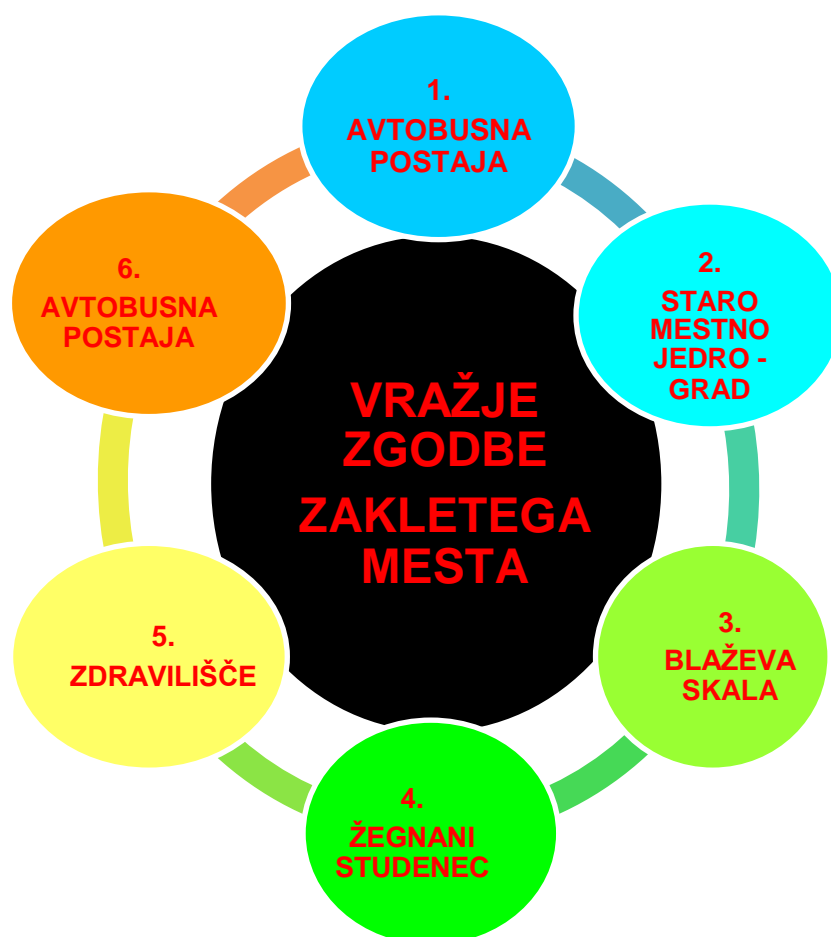 1.
AVTOBUSNA
POSTAJA
2.
STARO
MESTNO
JEDRO -
GRAD
3.
BLAŽEVA
SKALA
4.
ŽEGNANI
STUDENEC
5.
ZDRAVILIŠČE
6.
AVTOBUSNA
POSTAJA
VRAŽJE
ZGODBE
ZAKLETEGA
MESTA